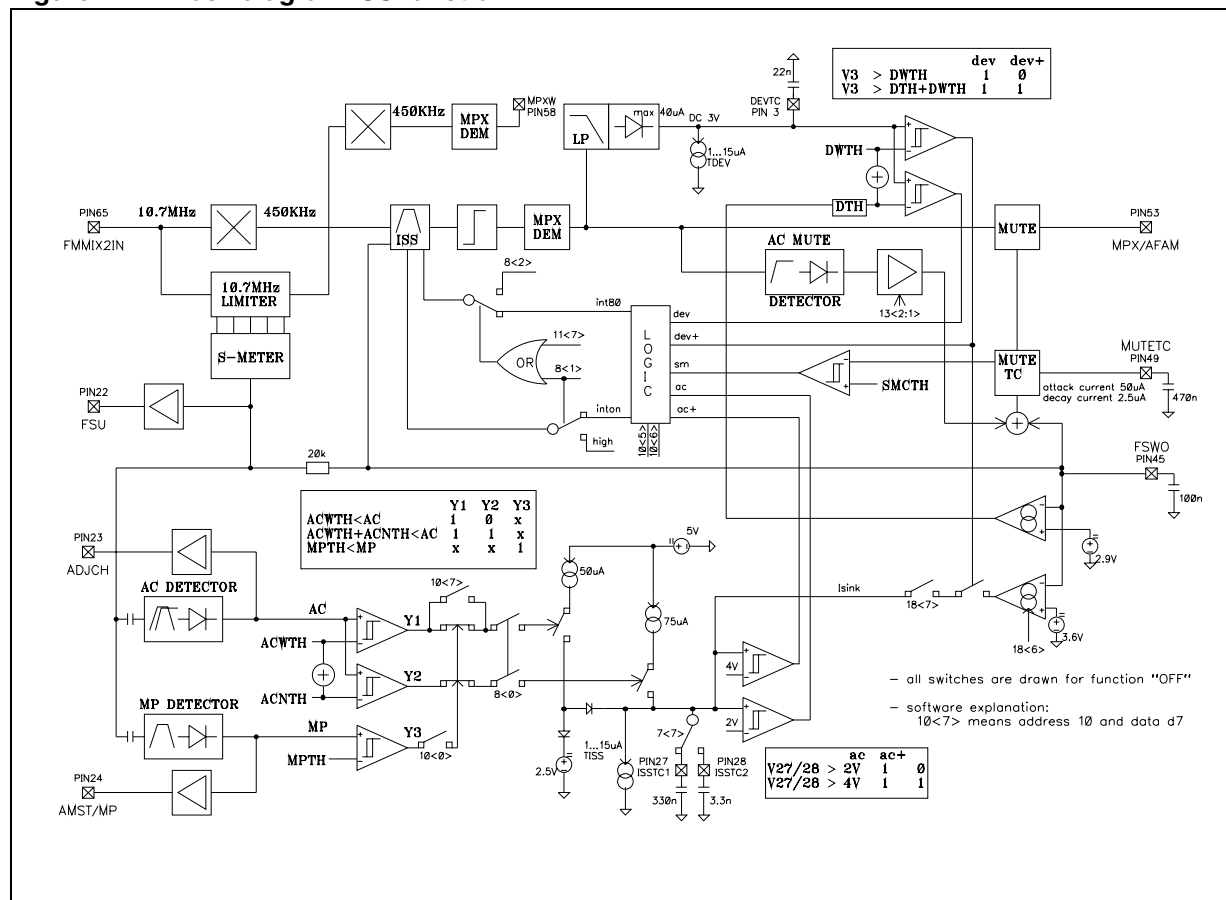 22n
dev dev+
V3 > DWTH 1 0
V3 > DTH+DWTH 1 1
MPXW
PIN58
DEVTC
PIN 3
450KHz
MPX
DEM
LP
max 40uA
DC 3V
1...15uA
TDEV
DWTH
DTH
PIN65
FMMIX2IN
10.7MHz
450KHz
ISS
MPX
DEM
MUTE
PIN53
MPX/AFAM
AC MUTE
DETECTOR
13<2:1>
8<2>
10.7MHz
LIMITER
S-METER
int80
11<7>
OR
8<1>
inton
high
LOGIC
dev
dev+
sm
ac
ac+
10<5>
10<6>
SMCTH
MUTE
TC
MUTETC
PIN49
attack current 50uA
decay current 2.5uA
470n
PIN22
FSU
20k
FSWO
PIN45
100n
Y1 Y2 Y3
ACWTH<AC 1 0 x
ACWTH+ACNTH<AC 1 1 x
MPTH<MP x x 1
PIN23
ADJCH
5V
2.9V
AC DETECTOR
AC
10<7>
50uA
75uA
Isink
18<7>
18<6>
3.6V
ACWTH
Y1
ACNTH
Y2
8<0>
4V
2V
MP DETECTOR
MP
MPTH
Y3
10<0>
2.5V
1...15uA
TISS
7<7>
PIN27
ISSTC1
PIN28
ISSTC2
330n
3.3n
PIN24
AMST/MP
- all switches are drawn for function "OFF"
- software explanation:
10<7> means address 10 and data d7
ac ac+
V27/28 > 2V 1 0
V27/28 > 4V 1 1